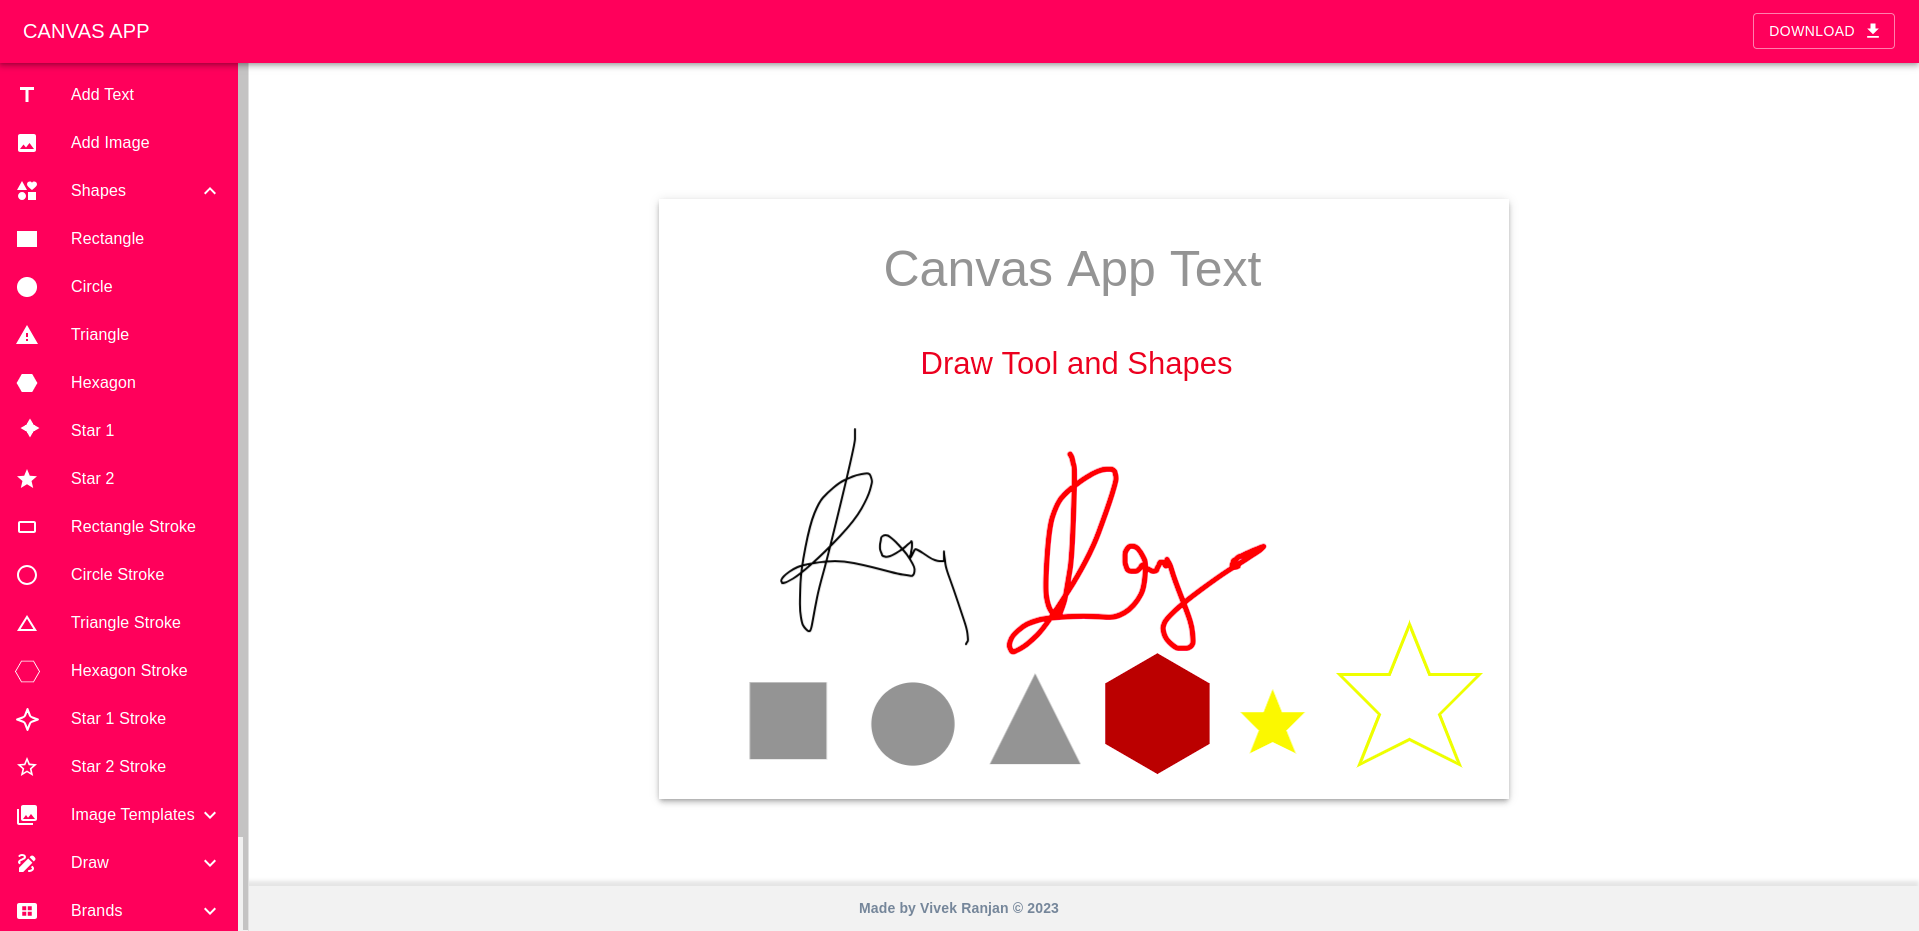 CANVAS APP
DOWNLOAD
Add Text
Add Image
Shapes
Rectangle
Circle
Triangle
Hexagon
Star 1
Star 2
Rectangle Stroke
Circle Stroke
Triangle Stroke
Hexagon Stroke
Star 1 Stroke
Star 2 Stroke
Image Templates
Draw
Brands
Canvas App Text
Draw Tool and Shapes
Made by Vivek Ranjan © 2023